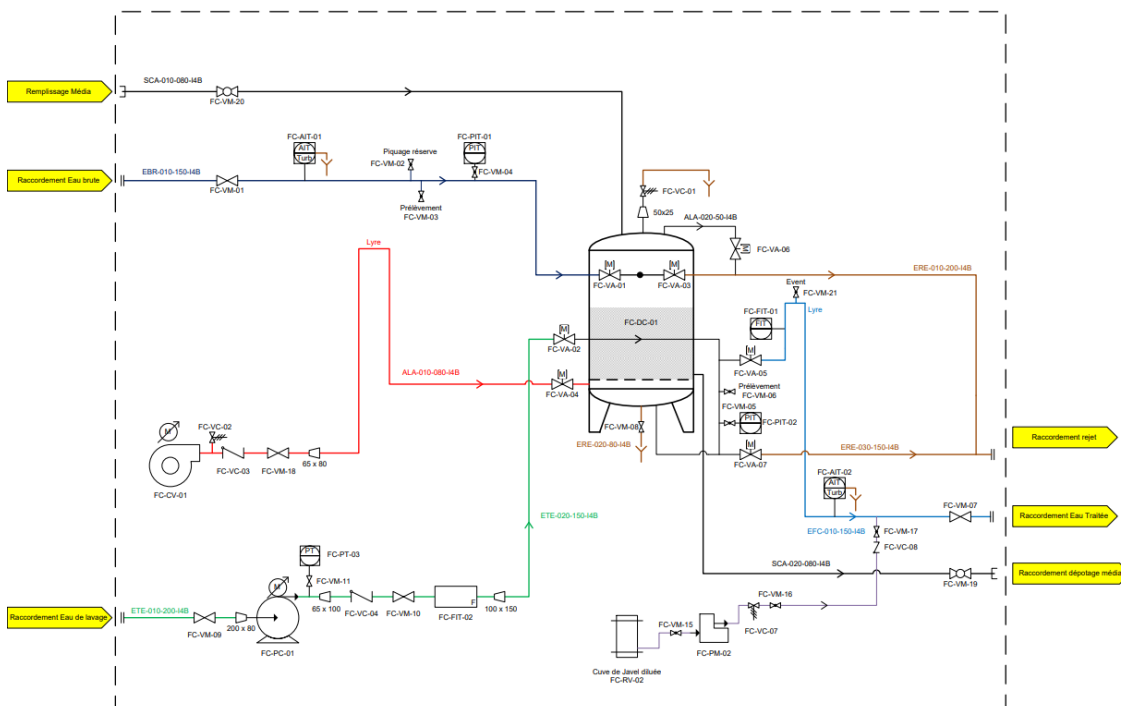 SCA-010-080-I4B
Remplissage Média
FC-VM-20
FC-AIT-01
AIT
Turb
Piquage réserve
FC-VM-02
FC-PIT-01
PIT
FC-VM-04
EBR-010-150-I4B
Raccordement Eau brute
FC-VM-01
Prélèvement
FC-VM-03
FC-VC-01
50x25
ALA-020-50-I4B
FC-VA-06
Lyre
[M]
FC-VA-01
[M]
FC-VA-03
ERE-010-200-I4B
Event
FC-VM-21
FC-FIT-01
FIT
Lyre
FC-DC-01
[M]
FC-VA-02
[M]
FC-VA-05
ALA-010-080-I4B
[M]
FC-VA-04
Prélèvement
FC-VM-06
FC-VM-05
PIT
FC-PIT-02
FC-VM-08
ERE-020-80-I4B
[M]
FC-VA-07
ERE-030-150-I4B
Raccordement rejet
M
FC-VC-02
FC-VC-03
FC-VM-18
65 x 80
FC-CV-01
FC-AIT-02
AIT
Turb
FC-VM-07
Raccordement Eau Traitée
EFC-010-150-I4B
FC-VM-17
FC-VC-08
ETE-020-150-I4B
PT
FC-PT-03
FC-VM-11
SCA-020-080-I4B
Raccordement dépotage média
FC-VM-19
M
65 x 100
FC-VC-04
FC-VM-10
F
FC-FIT-02
100 x 150
ETE-010-200-I4B
Raccordement Eau de lavage
FC-VM-09
200 x 80
FC-PC-01
FC-VM-16
FC-VM-15
FC-VC-07
FC-PM-02
Cuve de Javel diluée
FC-RV-02